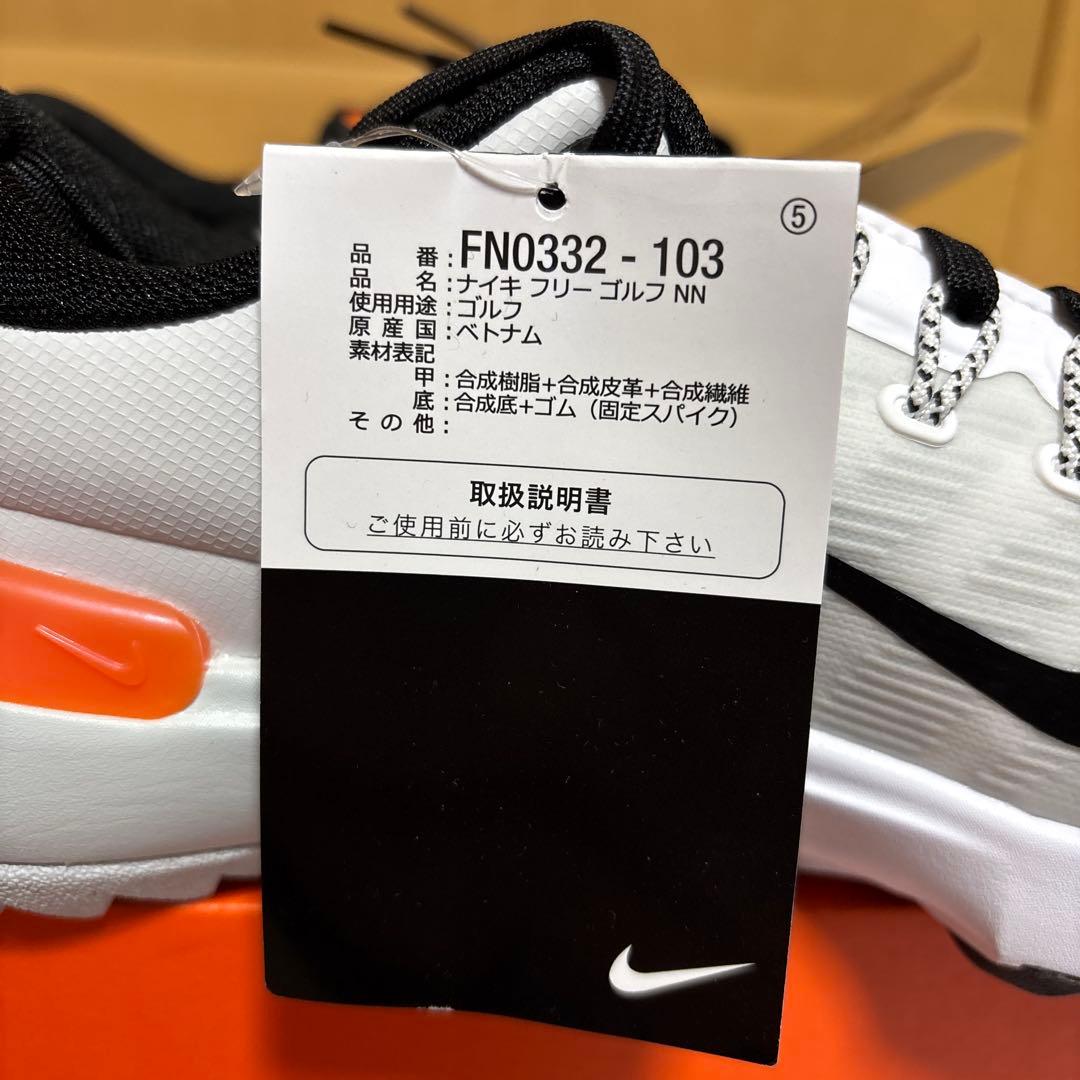 ⑤
品番：FN0332 - 103
品名：ナイキ フリー ゴルフ NN
使用用途：ゴルフ
原産国：ベトナム
素材表記
甲：合成樹脂+合成皮革+合成繊維
底：合成底+ゴム（固定スパイク）
その他：
取扱説明書
ご使用前に必ずお読み下さい